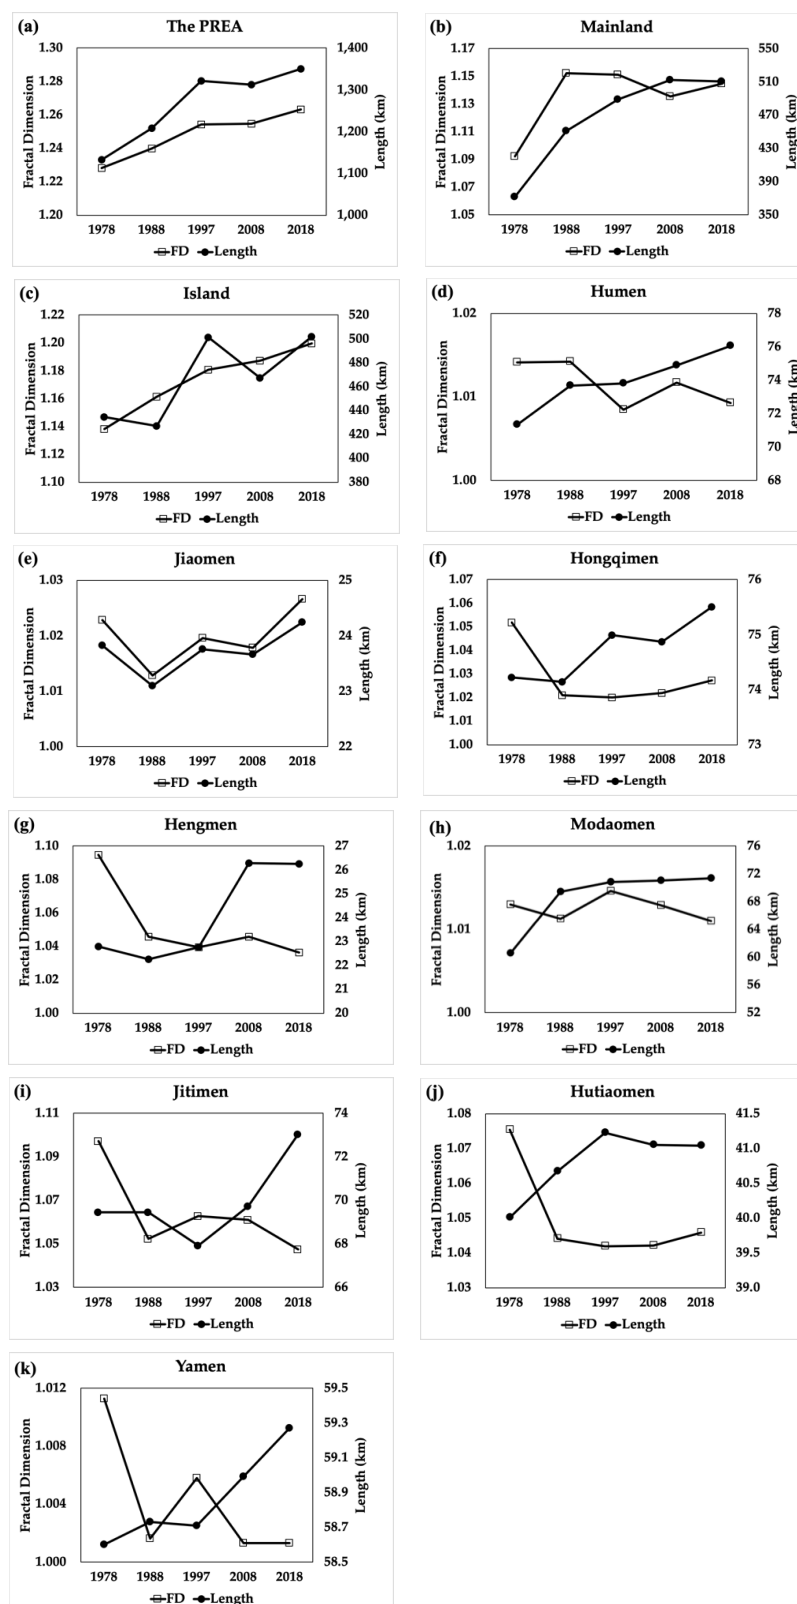 (a) The PREA
Fractal Dimension
1.30
1.28
1.26
1.24
1.22
1.20
1,400
1,300
1,200
1,100
1,000
Length (km)
1978 1988 1997 2008 2018
FD Length
(b) Mainland
Fractal Dimension
1.17
1.15
1.13
1.11
1.09
1.07
1.05
550
510
470
430
390
350
Length (km)
1978 1988 1997 2008 2018
FD Length
(c) Island
Fractal Dimension
1.22
1.20
1.18
1.16
1.14
1.12
1.10
520
500
480
460
440
420
400
380
Length (km)
1978 1988 1997 2008 2018
FD Length
(d) Humen
Fractal Dimension
1.02
1.01
1.00
78
76
74
72
70
68
Length (km)
1978 1988 1997 2008 2018
FD Length
(e) Jiaomen
Fractal Dimension
1.03
1.02
1.01
1.00
25
24
23
22
Length (km)
1978 1988 1997 2008 2018
FD Length
(f) Hongqimen
Fractal Dimension
1.07
1.06
1.05
1.04
1.03
1.02
1.01
1.00
76
75
74
73
Length (km)
1978 1988 1997 2008 2018
FD Length
(g) Hengmen
Fractal Dimension
1.10
1.08
1.06
1.04
1.02
1.00
27
26
25
24
23
22
21
20
Length (km)
1978 1988 1997 2008 2018
FD Length
(h) Modaomen
Fractal Dimension
1.02
1.01
1.00
76
72
68
64
60
56
52
Length (km)
1978 1988 1997 2008 2018
FD Length
(i) Jitimen
Fractal Dimension
1.11
1.09
1.07
1.05
1.03
74
72
70
68
66
Length (km)
1978 1988 1997 2008 2018
FD Length
(j) Hutiaomen
Fractal Dimension
1.08
1.07
1.06
1.05
1.04
1.03
41.5
41.0
40.5
40.0
39.5
39.0
Length (km)
1978 1988 1997 2008 2018
FD Length
(k) Yamen
Fractal Dimension
1.012
1.008
1.004
1.000
59.5
59.3
59.1
58.9
58.7
58.5
Length (km)
1978 1988 1997 2008 2018
FD Length